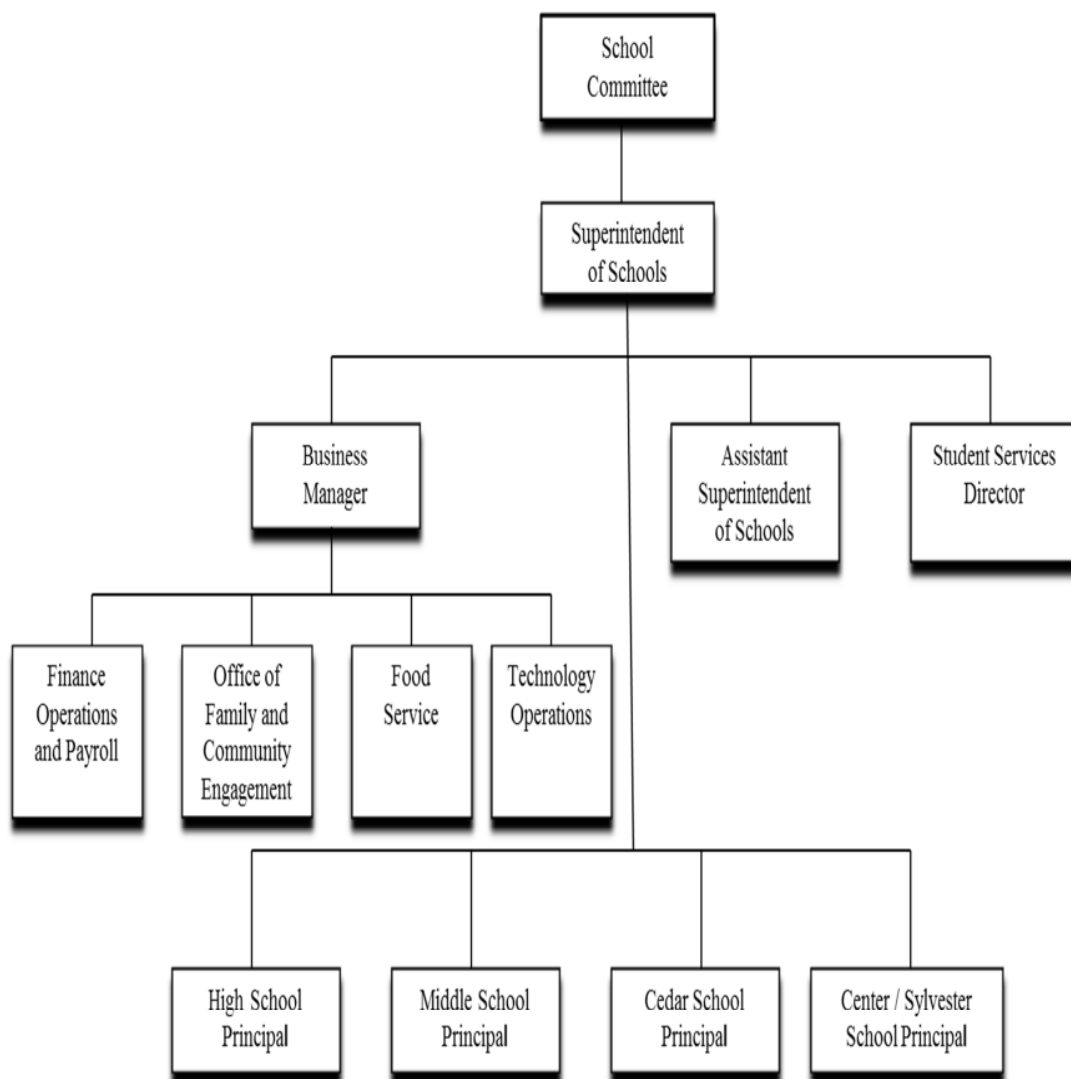 School
Committee
Superintendent
of Schools
Business
Manager
Assistant
Superintendent
of Schools
Student Services
Director
Finance
Operations
and Payroll
Office of
Family and
Community
Engagement
Food
Service
Technology
Operations
High School
Principal
Middle School
Principal
Cedar School
Principal
Center / Sylvester
School Principal